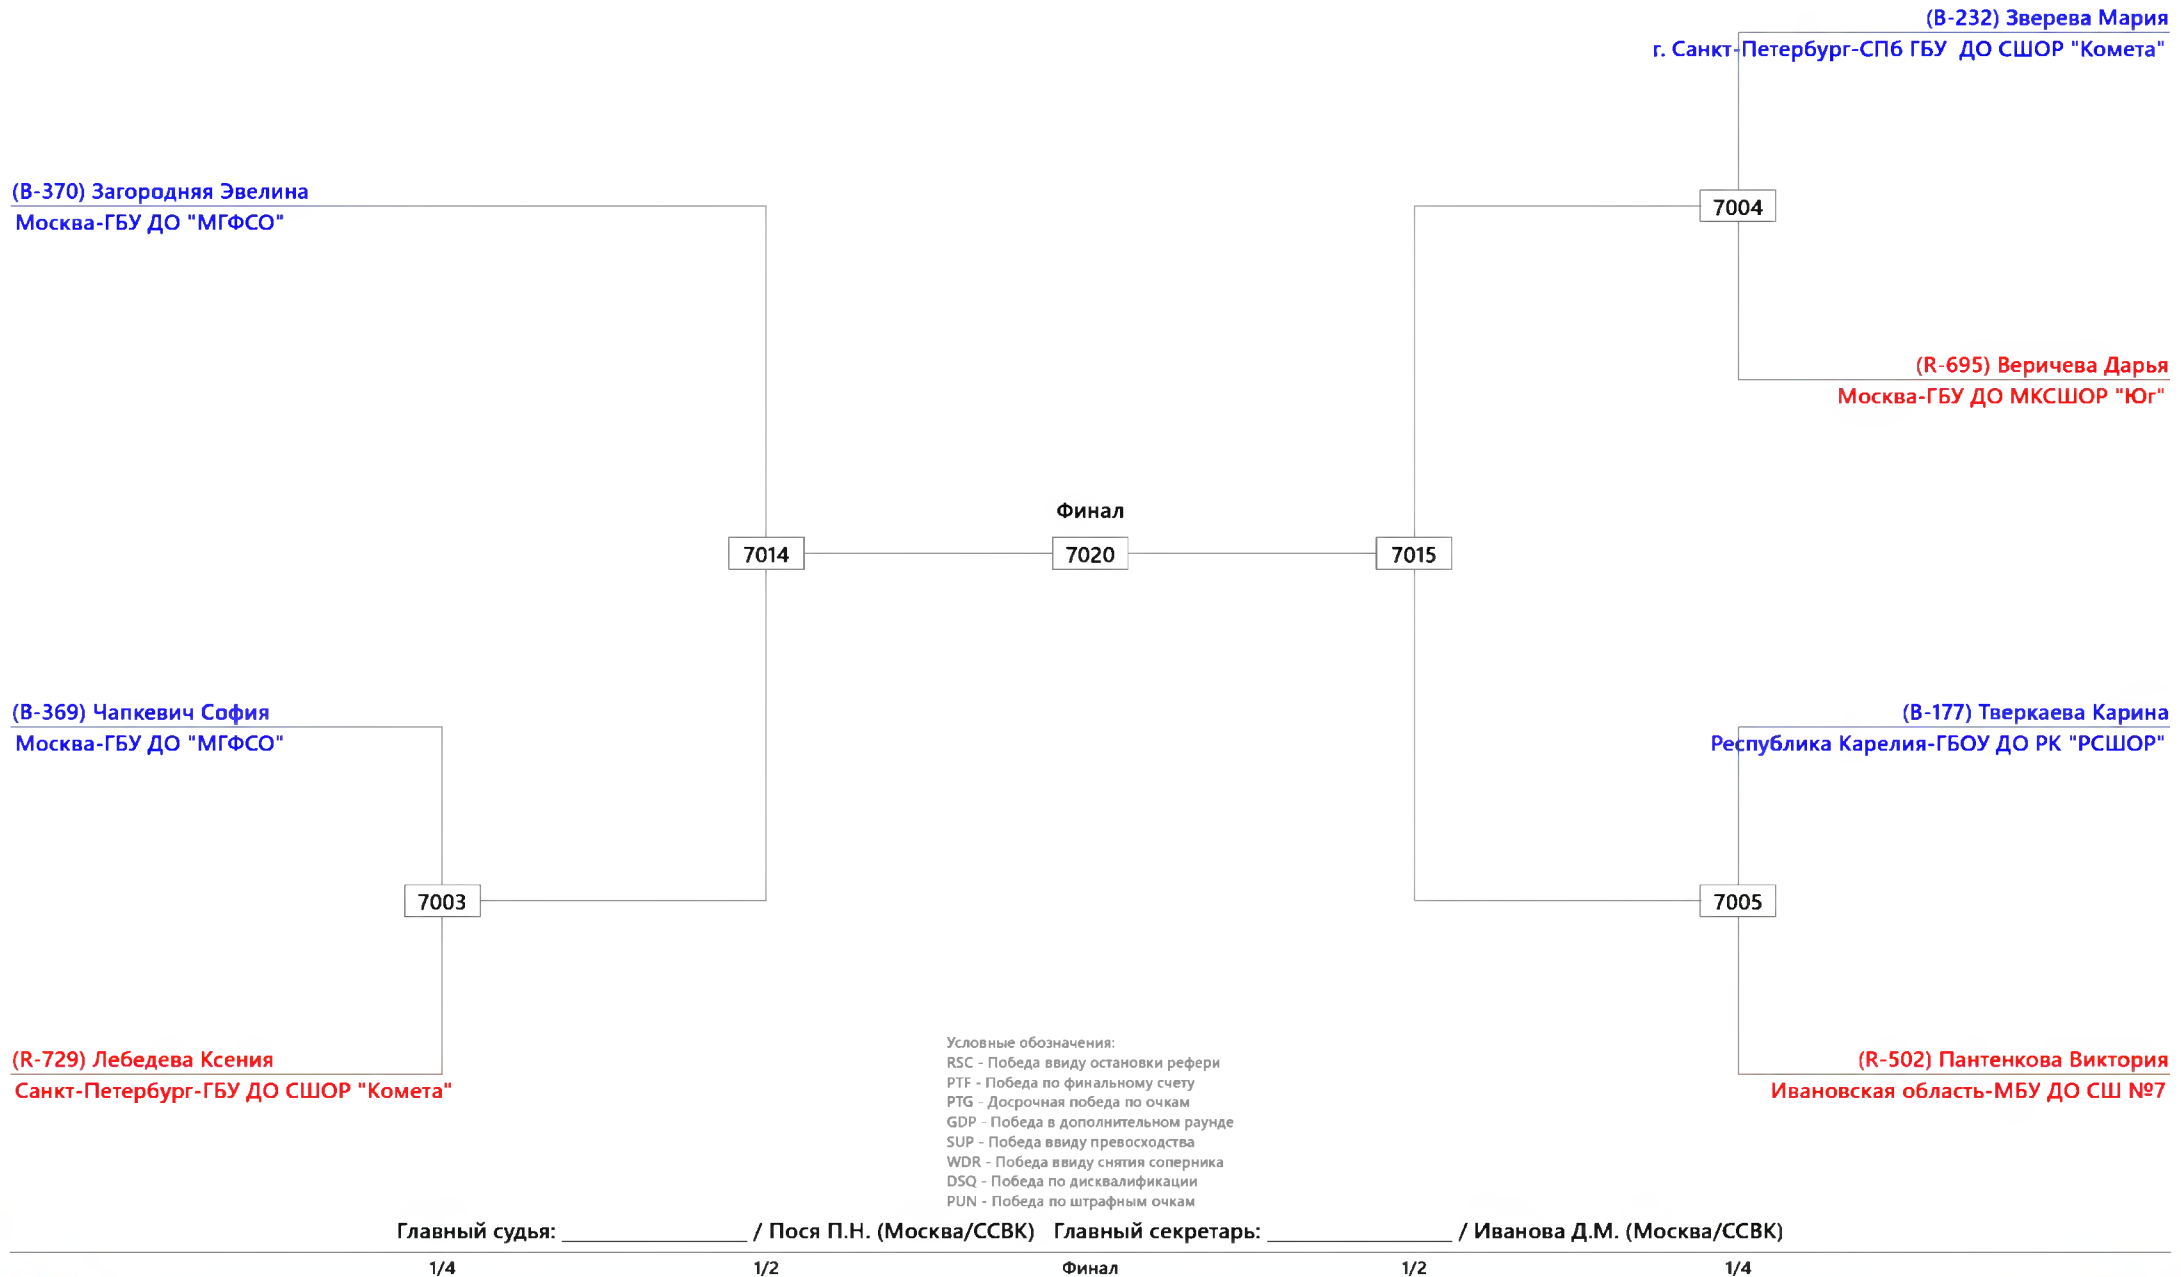 (B-232) Зверева Мария
г. Санкт-Петербург-СПб ГБУ  ДО СШОР "Комета"
(B-370) Загородняя Эвелина
Москва-ГБУ ДО "МГФСО"
7004
(R-695) Веричева Дарья
Москва-ГБУ ДО МКСШОР "Юг"
Финал
7014
7020
7015
(B-369) Чапкевич София
Москва-ГБУ ДО "МГФСО"
(B-177) Тверкаева Карина
Республика Карелия-ГБОУ ДО РК "РСШОР"
7003
7005
(R-729) Лебедева Ксения
Санкт-Петербург-ГБУ ДО СШОР "Комета"
(R-502) Пантенкова Виктория
Ивановская область-МБУ ДО СШ №7
Условные обозначения:
RSC - Победа ввиду остановки рефери
PTF - Победа по финальному счету
PTG - Досрочная победа по очкам
GDP - Победа в дополнительном раунде
SUP - Победа ввиду превосходства
WDR - Победа ввиду снятия соперника
DSQ - Победа по дисквалификации
PUN - Победа по штрафным очкам
Главный судья: ________________ / Пося П.Н. (Москва/ССВК)   Главный секретарь: ________________ / Иванова Д.М. (Москва/ССВК)
1/4 1/2 Финал 1/2 1/4